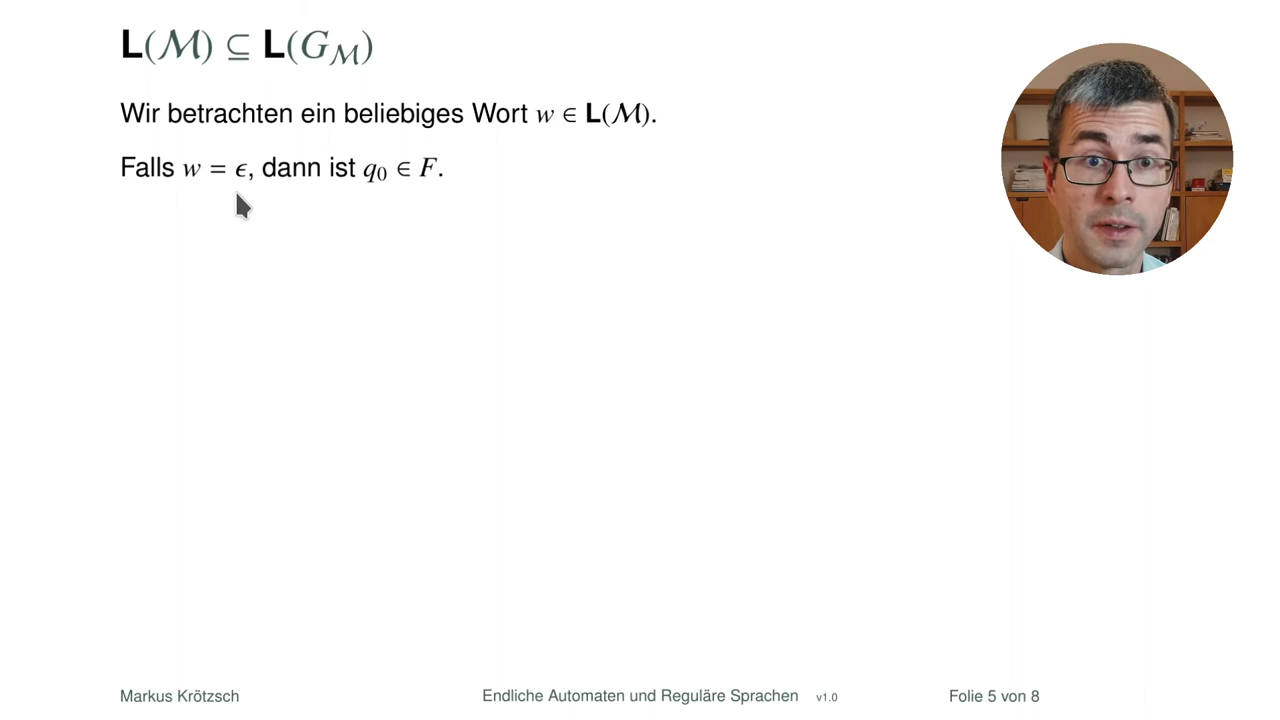 L(ℳ) ⊆ L(G_ℳ)
Wir betrachten ein beliebiges Wort w ∈ L(ℳ).
Falls w = ϵ, dann ist q₀ ∈ F.
Markus Krötzsch Endliche Automaten und Reguläre Sprachen v1.0 Folie 5 von 8